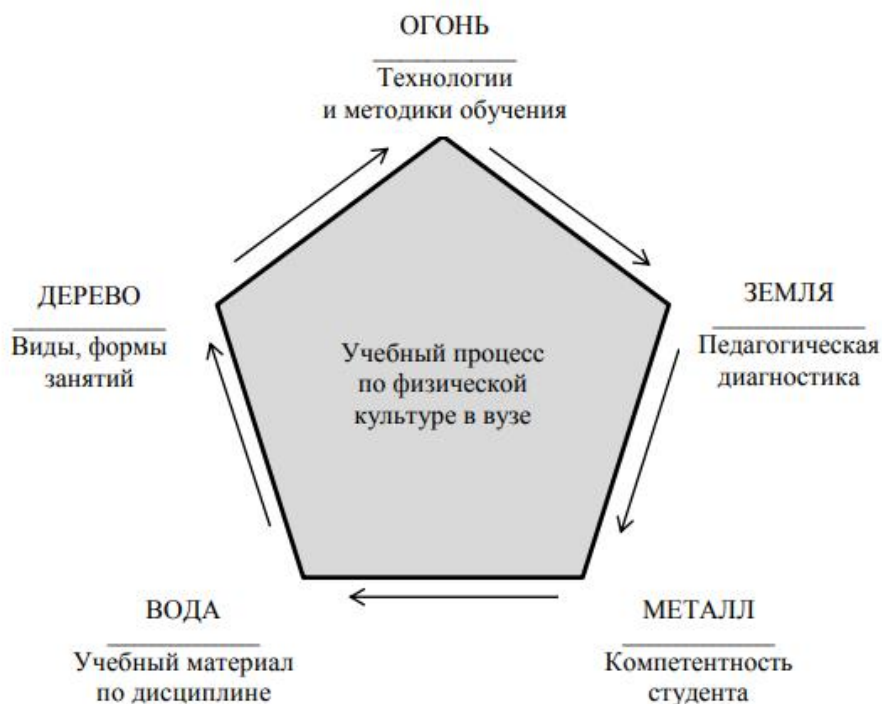 ОГОНЬ
Технологии
и методики обучения
ДЕРЕВО
Виды, формы
занятий
ЗЕМЛЯ
Педагогическая
диагностика
Учебный процесс
по физической
культуре в вузе
ВОДА
Учебный материал
по дисциплине
МЕТАЛЛ
Компетентность
студента